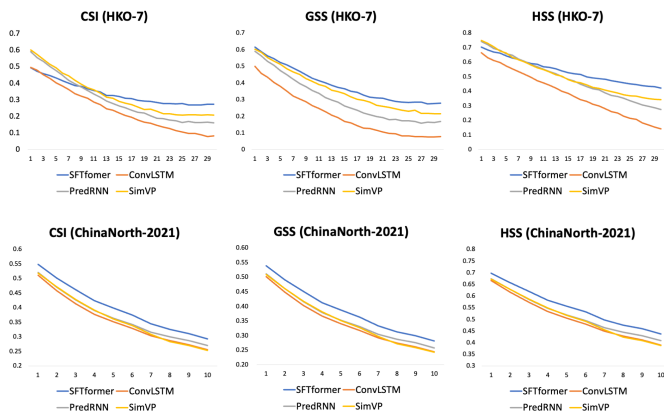 CSI (HKO-7)
0.7
0.6
0.5
0.4
0.3
0.2
0.1
0
1 3 5 7 9 11 13 15 17 19 21 23 25 27 29
SFTformer ConvLSTM
PredRNN SimVP
GSS (HKO-7)
0.7
0.6
0.5
0.4
0.3
0.2
0.1
0
1 3 5 7 9 11 13 15 17 19 21 23 25 27 29
SFTformer ConvLSTM
PredRNN SimVP
HSS (HKO-7)
0.8
0.7
0.6
0.5
0.4
0.3
0.2
0.1
0
1 3 5 7 9 11 13 15 17 19 21 23 25 27 29
SFTformer ConvLSTM
PredRNN SimVP
CSI (ChinaNorth-2021)
0.6
0.55
0.5
0.45
0.4
0.35
0.3
0.25
0.2
1 2 3 4 5 6 7 8 9 10
SFTformer ConvLSTM
PredRNN SimVP
GSS (ChinaNorth-2021)
0.60
0.55
0.50
0.45
0.40
0.35
0.30
0.25
0.20
1 2 3 4 5 6 7 8 9 10
SFTformer ConvLSTM
PredRNN SimVP
HSS (ChinaNorth-2021)
0.8
0.75
0.7
0.65
0.6
0.55
0.5
0.45
0.4
0.35
0.3
1 2 3 4 5 6 7 8 9 10
SFTformer ConvLSTM
PredRNN SimVP